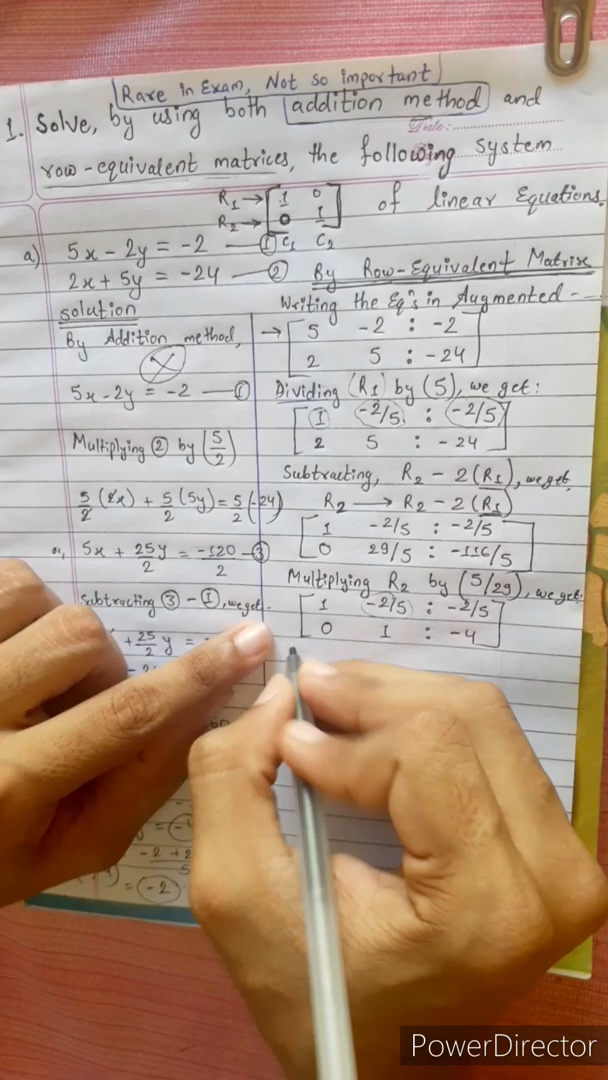 Rare in Exam, Not so important
1. Solve, by using both addition method and
row-equivalent matrices, the following system
of linear Equations.
R₁ → [ 1 0
R₂ → 0 1 ]
C₁ C₂
a) 5x - 2y = -2 — ①
2x + 5y = -24 — ②
solution
By Addition method,
5x - 2y = -2 — ①
Multiplying ② by (5/2)
5/2 (2x) + 5/2 (5y) = 5/2 (-24)
or, 5x + 25y/2 = -120/2 — ③
Subtracting ③ - ①, we get -
+ 25/2 y =
-2 + 2
5
= (-2)
By Row-Equivalent Matrix
Writing the Eqⁿs in Augmented -
→ [ 5 -2 : -2
2 5 : -24 ]
Dividing (R₁) by (5), we get:
[ 1 -2/5 : -2/5
2 5 : -24 ]
Subtracting, R₂ - 2(R₁), we get,
R₂ → R₂ - 2(R₁)
[ 1 -2/5 : -2/5
0 29/5 : -116/5 ]
Multiplying R₂ by (5/29), we get:
[ 1 -2/5 : -2/5
0 1 : -4 ]
PowerDirector